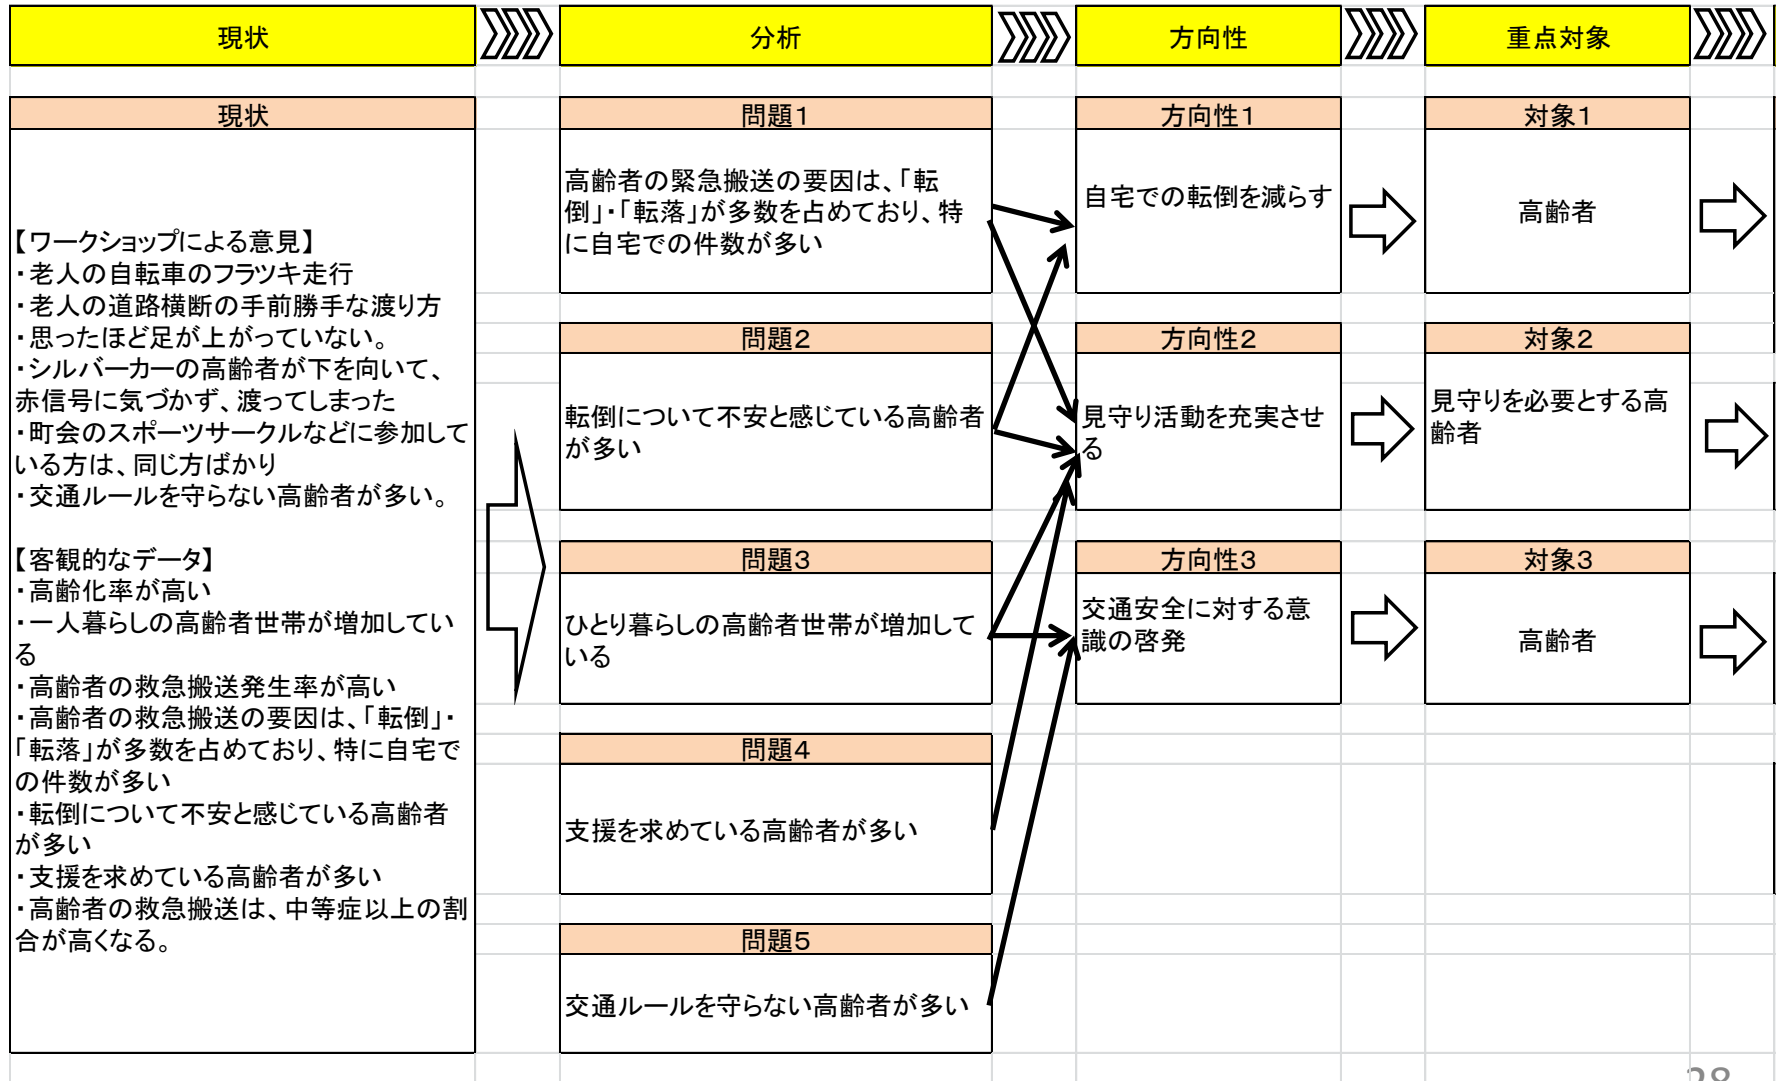 現状
分析
方向性
重点対象
現状
【ワークショップによる意見】
・老人の自転車のフラツキ走行
・老人の道路横断の手前勝手な渡り方
・思ったほど足が上がっていない。
・シルバーカーの高齢者が下を向いて、
赤信号に気づかず、渡ってしまった
・町会のスポーツサークルなどに参加して
いる方は、同じ方ばかり
・交通ルールを守らない高齢者が多い。
【客観的なデータ】
・高齢化率が高い
・一人暮らしの高齢者世帯が増加してい
る
・高齢者の救急搬送発生率が高い
・高齢者の救急搬送の要因は、「転倒」・
「転落」が多数を占めており、特に自宅で
の件数が多い
・転倒について不安と感じている高齢者
が多い
・支援を求めている高齢者が多い
・高齢者の救急搬送は、中等症以上の割
合が高くなる。
問題1
高齢者の緊急搬送の要因は、「転
倒」・「転落」が多数を占めており、特
に自宅での件数が多い
問題2
転倒について不安と感じている高齢者
が多い
問題3
ひとり暮らしの高齢者世帯が増加して
いる
問題4
支援を求めている高齢者が多い
問題5
交通ルールを守らない高齢者が多い
方向性1
自宅での転倒を減らす
方向性2
見守り活動を充実させ
る
方向性3
交通安全に対する意
識の啓発
対象1
高齢者
対象2
見守りを必要とする高
齢者
対象3
高齢者